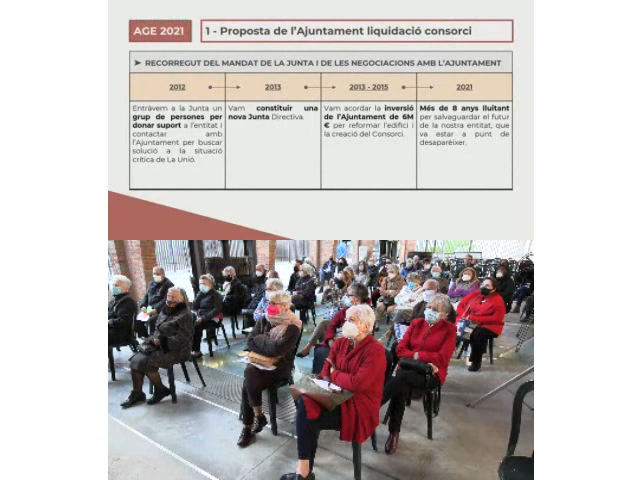 AGE 2021
1 - Proposta de l'Ajuntament liquidació consorci
➤ RECORREGUT DEL MANDAT DE LA JUNTA I DE LES NEGOCIACIONS AMB L'AJUNTAMENT
2012
2013
2013 - 2015
2021
Entràvem a la Junta un
grup de persones per
donar suport a l'entitat i
contactar amb
l'Ajuntament per buscar
solució a la situació
crítica de La Unió.
Vam constituir una
nova Junta Directiva.
Vam acordar la inversió
de l'Ajuntament de 6M
€ per reformar l'edifici i
la creació del Consorci.
Més de 8 anys lluitant
per salvaguardar el futur
de la nostra entitat, que
va estar a punt de
desaparèixer.